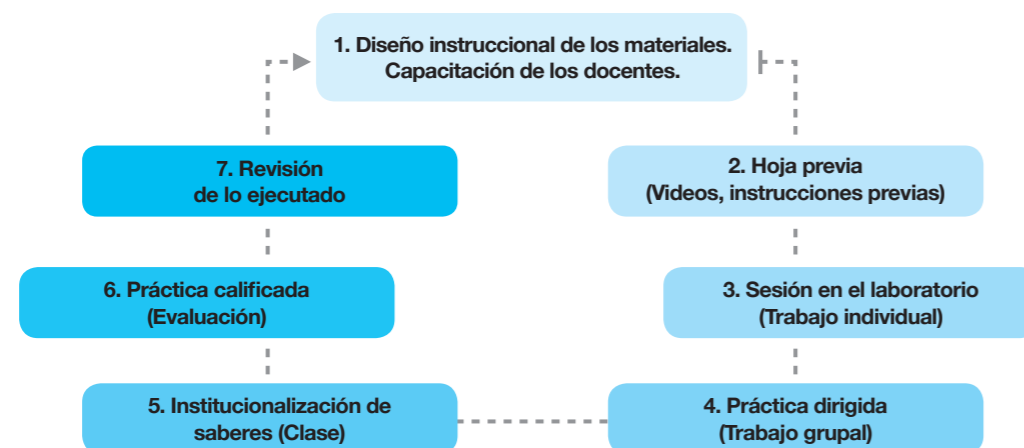 1. Diseño instruccional de los materiales.
Capacitación de los docentes.
2. Hoja previa
(Videos, instrucciones previas)
3. Sesión en el laboratorio
(Trabajo individual)
4. Práctica dirigida
(Trabajo grupal)
5. Institucionalización de
saberes (Clase)
6. Práctica calificada
(Evaluación)
7. Revisión
de lo ejecutado